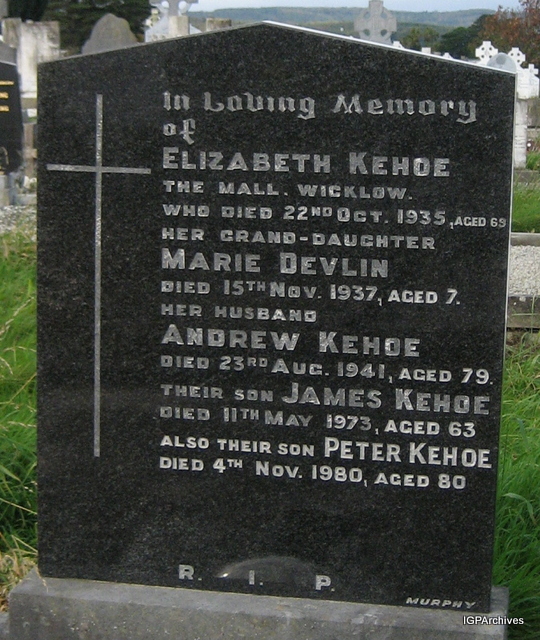 In Loving Memory
of
ELIZABETH KEHOE
THE MALL. WICKLOW.
WHO DIED 22ND OCT. 1935, AGED 69
HER GRAND-DAUGHTER
MARIE DEVLIN
DIED 15TH NOV. 1937, AGED 7.
HER HUSBAND
ANDREW KEHOE
DIED 23RD AUG. 1941, AGED 79.
THEIR SON JAMES KEHOE
DIED 11TH MAY 1973, AGED 63
ALSO THEIR SON PETER KEHOE
DIED 4TH NOV. 1980, AGED 80
R. I. P.
MURPHY
IGPArchives